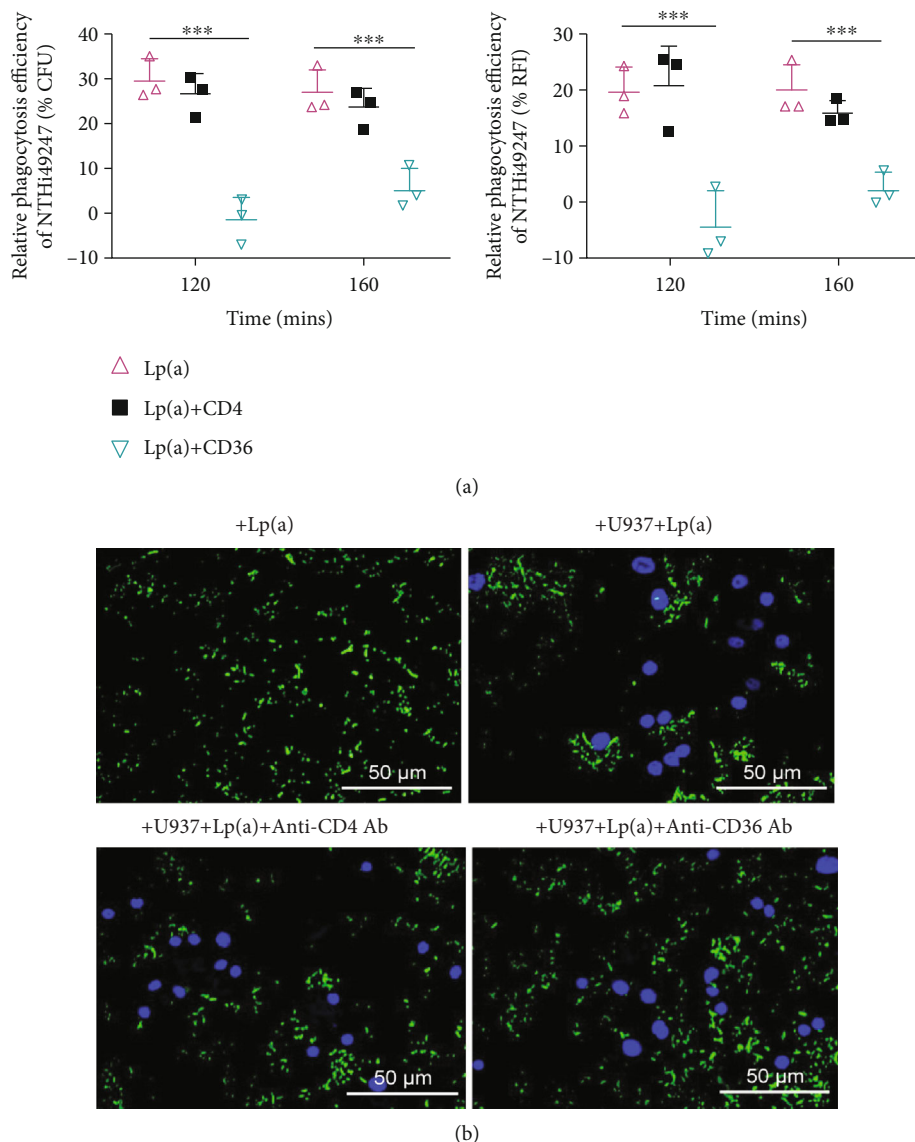 ***
***
40
30
20
10
0
−10
Relative phagocytosis efficiency
of NTHi49247 (% CFU)
120
160
Time (mins)
***
***
30
20
10
0
−10
Relative phagocytosis efficiency
of NTHi49247 (% RFI)
120
160
Time (mins)
Lp(a)
Lp(a)+CD4
Lp(a)+CD36
(a)
+Lp(a)
+U937+Lp(a)
50 µm
50 µm
+U937+Lp(a)+Anti-CD4 Ab
+U937+Lp(a)+Anti-CD36 Ab
50 µm
50 µm
(b)